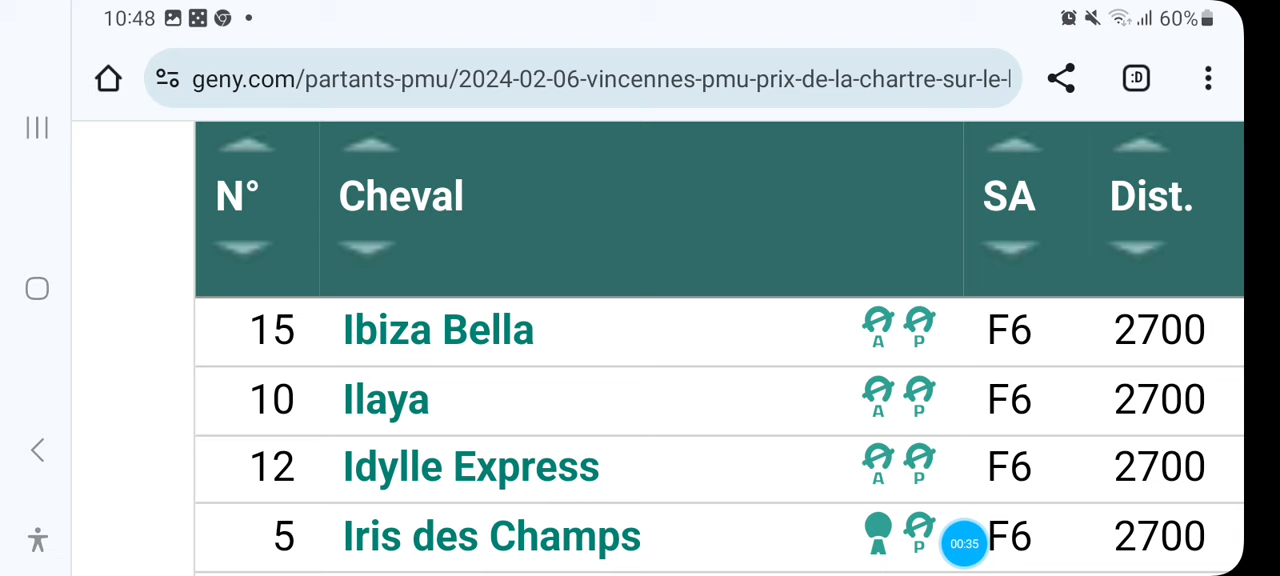 10:48
60%
geny.com/partants-pmu/2024-02-06-vincennes-pmu-prix-de-la-chartre-sur-le-l
:D
N° Cheval SA Dist.
15 Ibiza Bella A P F6 2700
10 Ilaya A P F6 2700
12 Idylle Express A P F6 2700
5 Iris des Champs P F6 2700
00:35